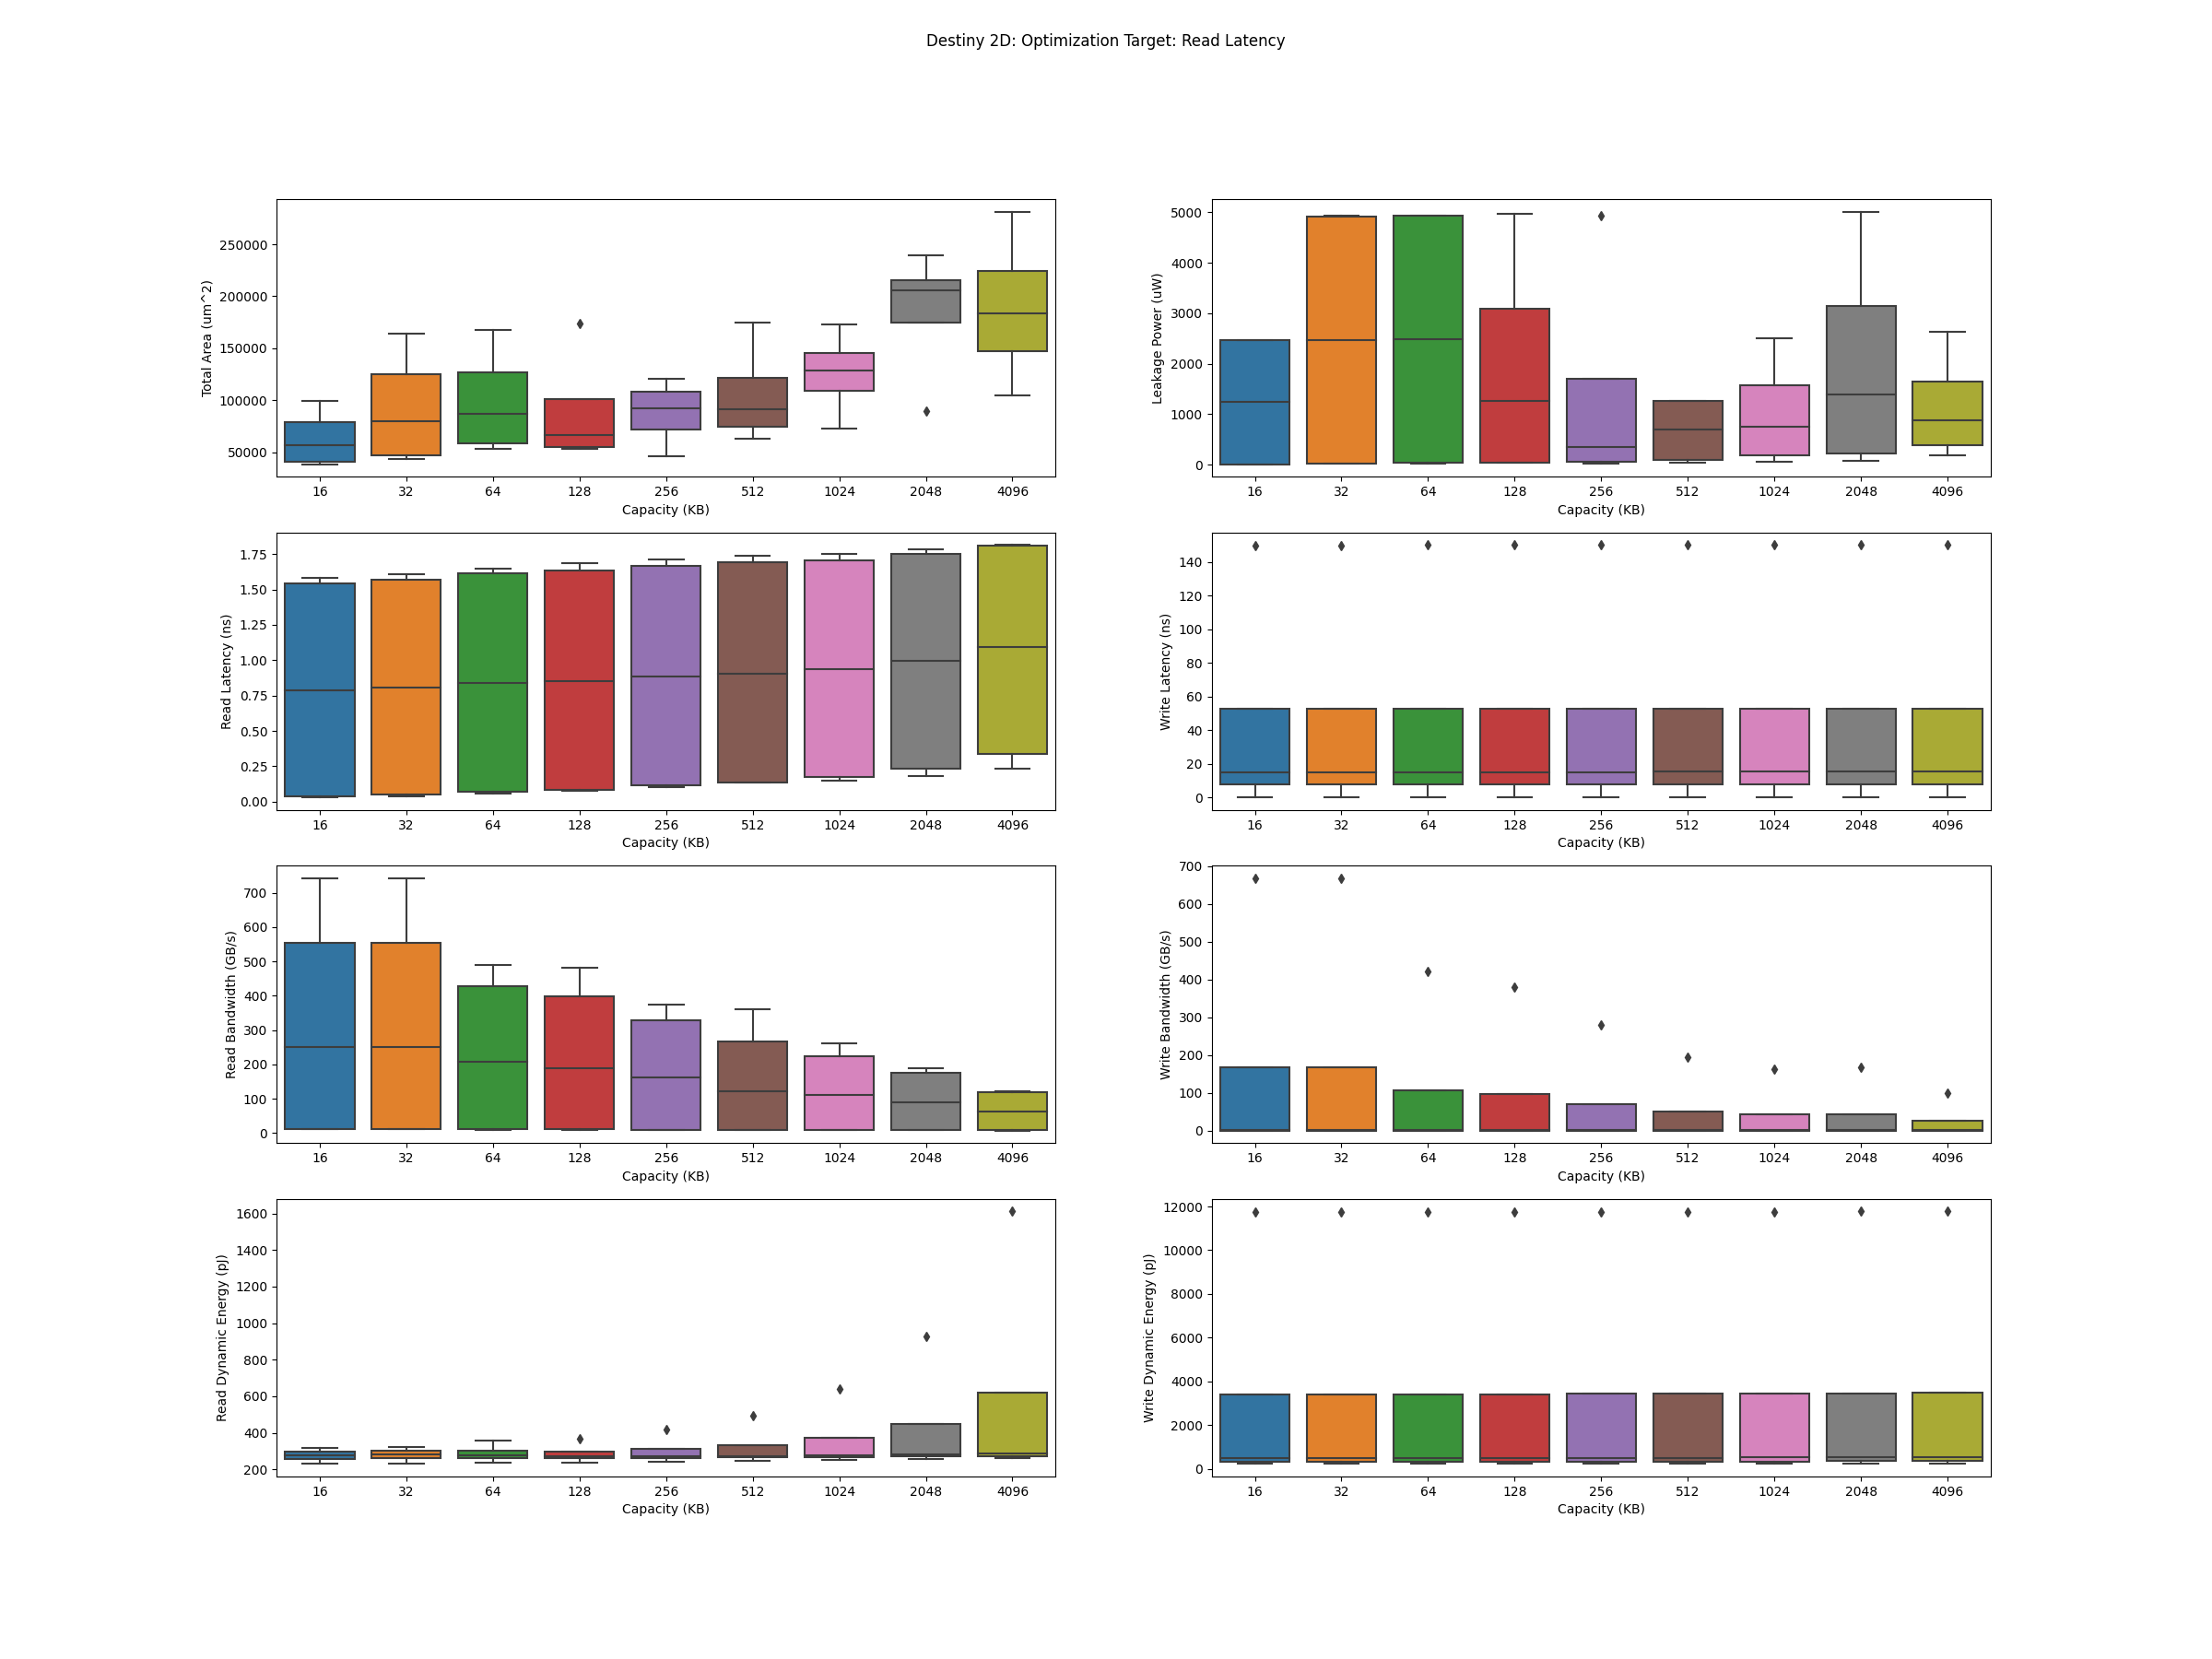 Destiny 2D: Optimization Target: Read Latency
Total Area (um^2)
250000
200000
150000
100000
50000
16 32 64 128 256 512 1024 2048 4096
Capacity (KB)
Leakage Power (uW)
5000
4000
3000
2000
1000
0
16 32 64 128 256 512 1024 2048 4096
Capacity (KB)
Read Latency (ns)
1.75
1.50
1.25
1.00
0.75
0.50
0.25
0.00
16 32 64 128 256 512 1024 2048 4096
Capacity (KB)
Write Latency (ns)
140
120
100
80
60
40
20
0
16 32 64 128 256 512 1024 2048 4096
Capacity (KB)
Read Bandwidth (GB/s)
700
600
500
400
300
200
100
0
16 32 64 128 256 512 1024 2048 4096
Capacity (KB)
Write Bandwidth (GB/s)
700
600
500
400
300
200
100
0
16 32 64 128 256 512 1024 2048 4096
Capacity (KB)
Read Dynamic Energy (pJ)
1600
1400
1200
1000
800
600
400
200
16 32 64 128 256 512 1024 2048 4096
Capacity (KB)
Write Dynamic Energy (pJ)
12000
10000
8000
6000
4000
2000
0
16 32 64 128 256 512 1024 2048 4096
Capacity (KB)